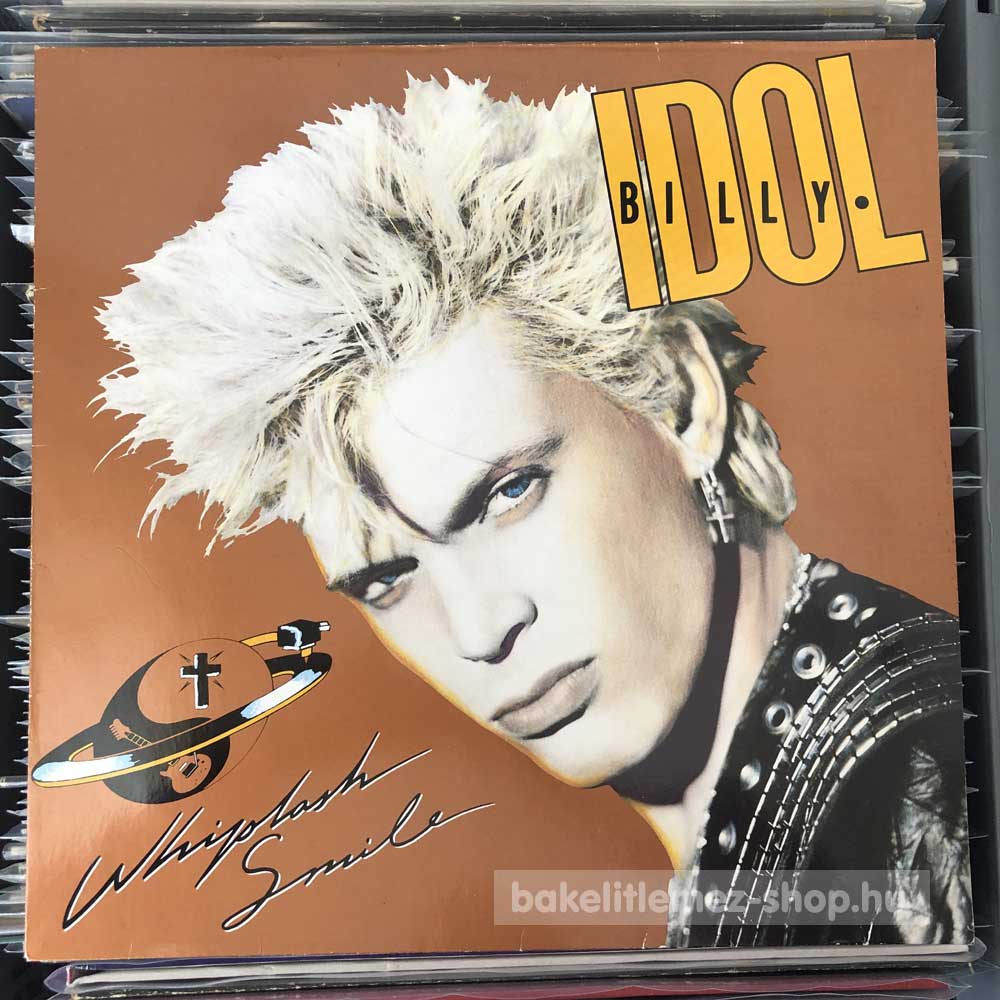 IDOL
BILLY.
Whiplash
Smile
bakelitlemez-shop.hu